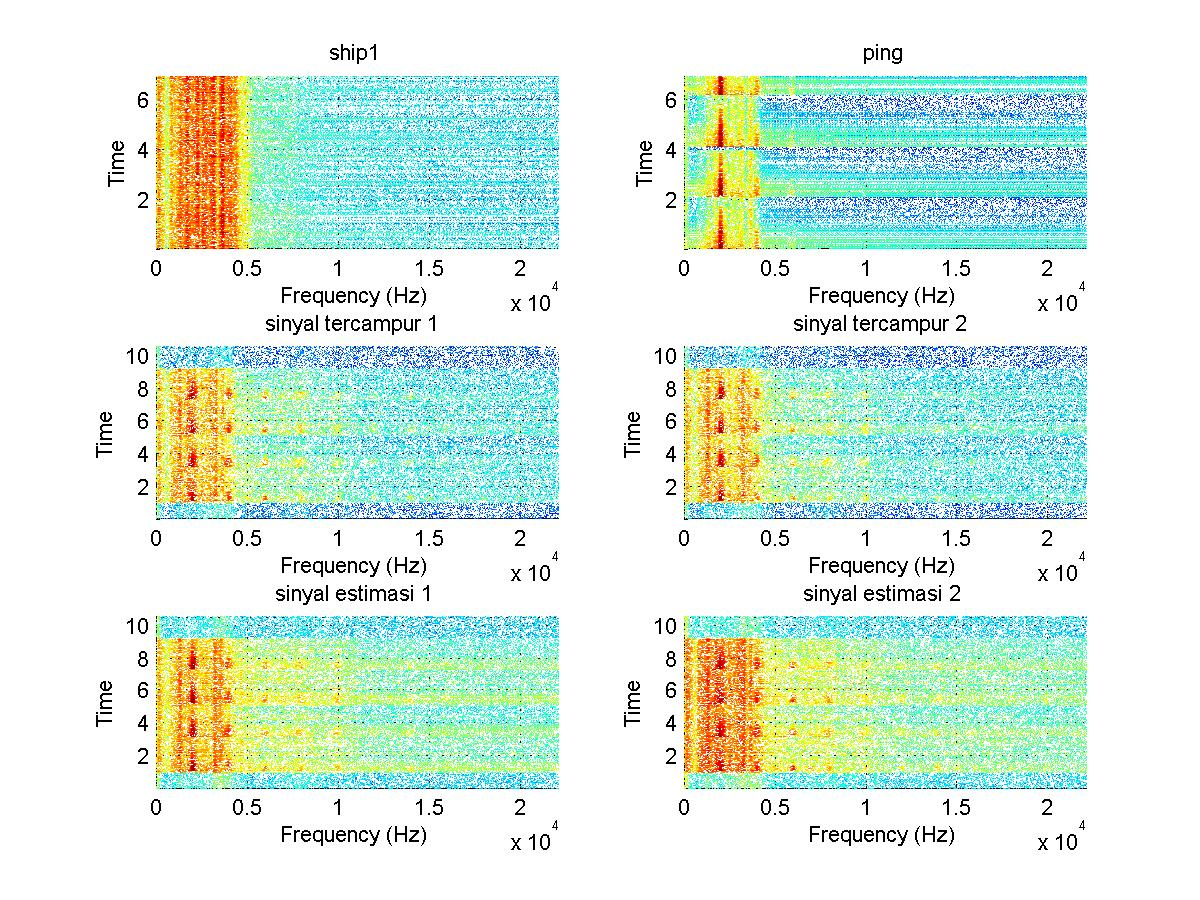 ship1
ping
6
4
2
Time
0 0.5 1 1.5 2
x 10^4
Frequency (Hz)
6
4
2
Time
0 0.5 1 1.5 2
x 10^4
Frequency (Hz)
sinyal tercampur 1
sinyal tercampur 2
10
8
6
4
2
Time
0 0.5 1 1.5 2
x 10^4
Frequency (Hz)
10
8
6
4
2
Time
0 0.5 1 1.5 2
x 10^4
Frequency (Hz)
sinyal estimasi 1
sinyal estimasi 2
10
8
6
4
2
Time
0 0.5 1 1.5 2
x 10^4
Frequency (Hz)
10
8
6
4
2
Time
0 0.5 1 1.5 2
x 10^4
Frequency (Hz)